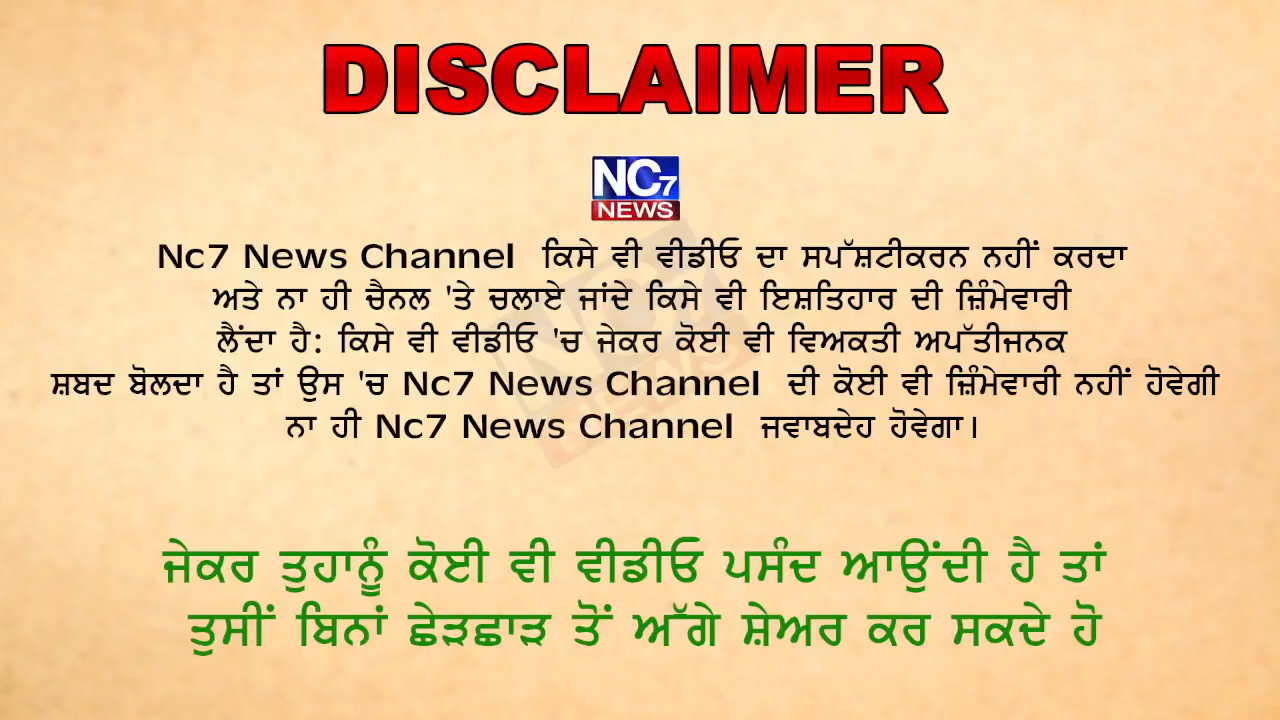 DISCLAIMER
NC7
NEWS
Nc7 News Channel ਕਿਸੇ ਵੀ ਵੀਡੀਓ ਦਾ ਸਪੱਸ਼ਟੀਕਰਨ ਨਹੀਂ ਕਰਦਾ
ਅਤੇ ਨਾ ਹੀ ਚੈਨਲ 'ਤੇ ਚਲਾਏ ਜਾਂਦੇ ਕਿਸੇ ਵੀ ਇਸ਼ਤਿਹਾਰ ਦੀ ਜ਼ਿੰਮੇਵਾਰੀ
ਲੈਂਦਾ ਹੈ: ਕਿਸੇ ਵੀ ਵੀਡੀਓ 'ਚ ਜੇਕਰ ਕੋਈ ਵੀ ਵਿਅਕਤੀ ਅਪੱਤੀਜਨਕ
ਸ਼ਬਦ ਬੋਲਦਾ ਹੈ ਤਾਂ ਉਸ 'ਚ Nc7 News Channel ਦੀ ਕੋਈ ਵੀ ਜ਼ਿੰਮੇਵਾਰੀ ਨਹੀਂ ਹੋਵੇਗੀ
ਨਾ ਹੀ Nc7 News Channel ਜਵਾਬਦੇਹ ਹੋਵੇਗਾ।
ਜੇਕਰ ਤੁਹਾਨੂੰ ਕੋਈ ਵੀ ਵੀਡੀਓ ਪਸੰਦ ਆਉਂਦੀ ਹੈ ਤਾਂ
ਤੁਸੀਂ ਬਿਨਾਂ ਛੇੜਛਾੜ ਤੋਂ ਅੱਗੇ ਸ਼ੇਅਰ ਕਰ ਸਕਦੇ ਹੋ